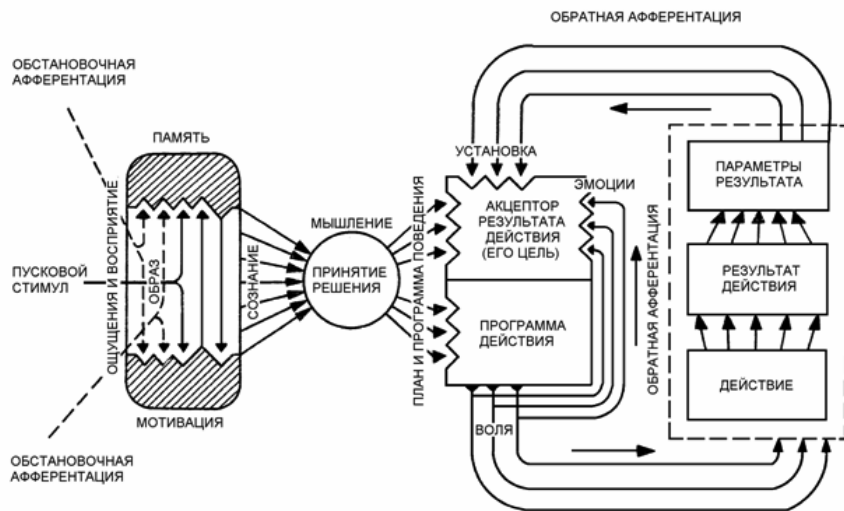 ОБРАТНАЯ АФФЕРЕНТАЦИЯ
ОБСТАНОВОЧНАЯ
АФФЕРЕНТАЦИЯ
ПАМЯТЬ
ОЩУЩЕНИЯ И ВОСПРИЯТИЕ
ПУСКОВОЙ
СТИМУЛ
ОБРАЗ
СОЗНАНИЕ
МОТИВАЦИЯ
ОБСТАНОВОЧНАЯ
АФФЕРЕНТАЦИЯ
МЫШЛЕНИЕ
ПРИНЯТИЕ
РЕШЕНИЯ
ПЛАН И ПРОГРАММА ПОВЕДЕНИЯ
УСТАНОВКА
АКЦЕПТОР
РЕЗУЛЬТАТА
ДЕЙСТВИЯ
(ЕГО ЦЕЛЬ)
ЭМОЦИИ
ПРОГРАММА
ДЕЙСТВИЯ
ВОЛЯ
ОБРАТНАЯ АФФЕРЕНТАЦИЯ
ПАРАМЕТРЫ
РЕЗУЛЬТАТА
РЕЗУЛЬТАТ
ДЕЙСТВИЯ
ДЕЙСТВИЕ